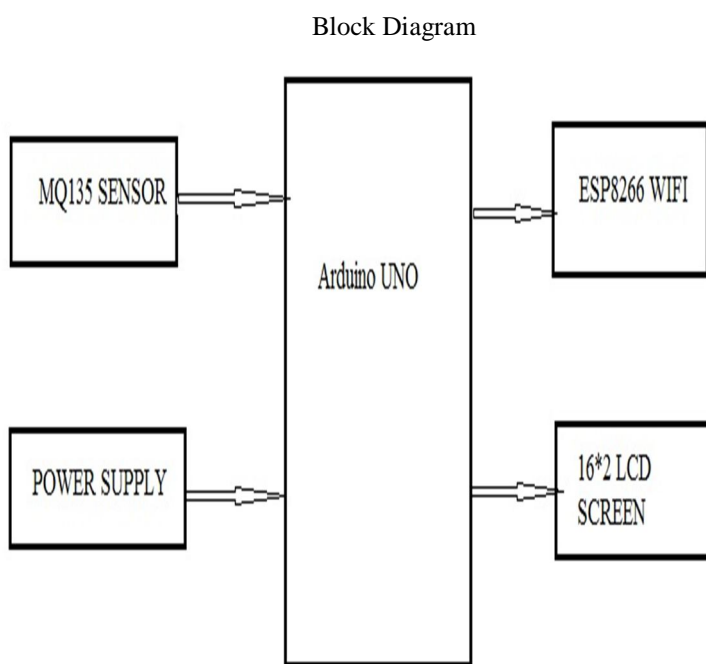 Block Diagram
MQ135 SENSOR
ESP8266 WIFI
Arduino UNO
POWER SUPPLY
16*2 LCD
SCREEN